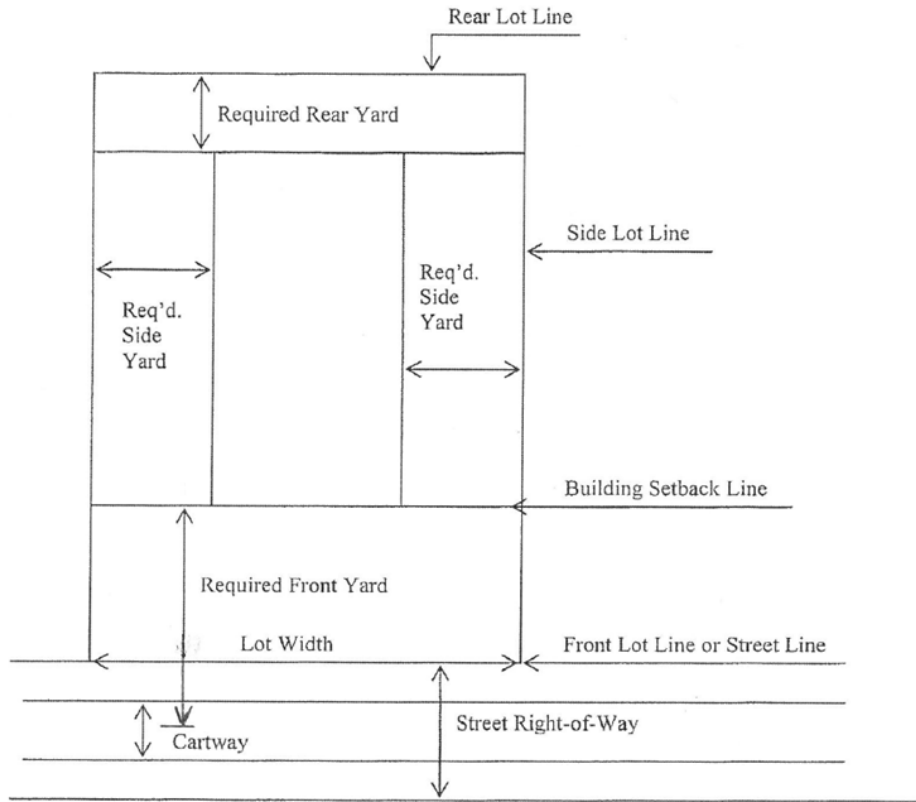 Rear Lot Line
Required Rear Yard
Side Lot Line
Req'd.
Side
Yard
Req'd.
Side
Yard
Building Setback Line
Required Front Yard
Lot Width
Front Lot Line or Street Line
Street Right-of-Way
Cartway